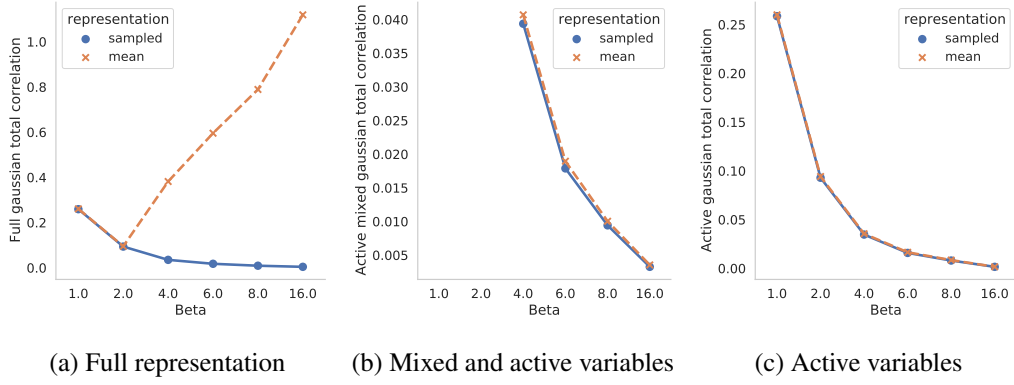 Full gaussian total correlation
1.0
0.8
0.6
0.4
0.2
0.0
representation
sampled
mean
1.0 2.0 4.0 6.0 8.0 16.0
Beta
(a) Full representation
Active mixed gaussian total correlation
0.040
0.035
0.030
0.025
0.020
0.015
0.010
0.005
representation
sampled
mean
1.0 2.0 4.0 6.0 8.0 16.0
Beta
(b) Mixed and active variables
Active gaussian total correlation
0.25
0.20
0.15
0.10
0.05
0.00
representation
sampled
mean
1.0 2.0 4.0 6.0 8.0 16.0
Beta
(c) Active variables